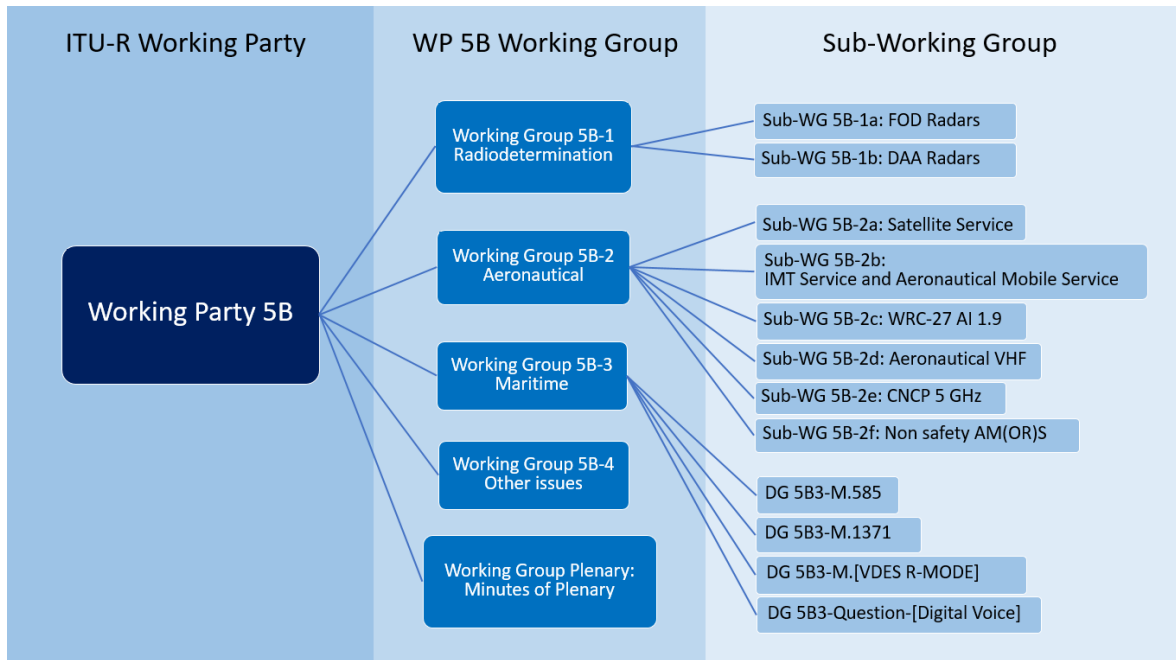 ITU-R Working Party
WP 5B Working Group
Sub-Working Group
Working Party 5B
Working Group 5B-1
Radiodetermination
Sub-WG 5B-1a: FOD Radars
Sub-WG 5B-1b: DAA Radars
Working Group 5B-2
Aeronautical
Sub-WG 5B-2a: Satellite Service
Sub-WG 5B-2b:
IMT Service and Aeronautical Mobile Service
Sub-WG 5B-2c: WRC-27 AI 1.9
Sub-WG 5B-2d: Aeronautical VHF
Sub-WG 5B-2e: CNCP 5 GHz
Sub-WG 5B-2f: Non safety AM(OR)S
Working Group 5B-3
Maritime
DG 5B3-M.585
DG 5B3-M.1371
DG 5B3-M.[VDES R-MODE]
DG 5B3-Question-[Digital Voice]
Working Group 5B-4
Other issues
Working Group Plenary:
Minutes of Plenary